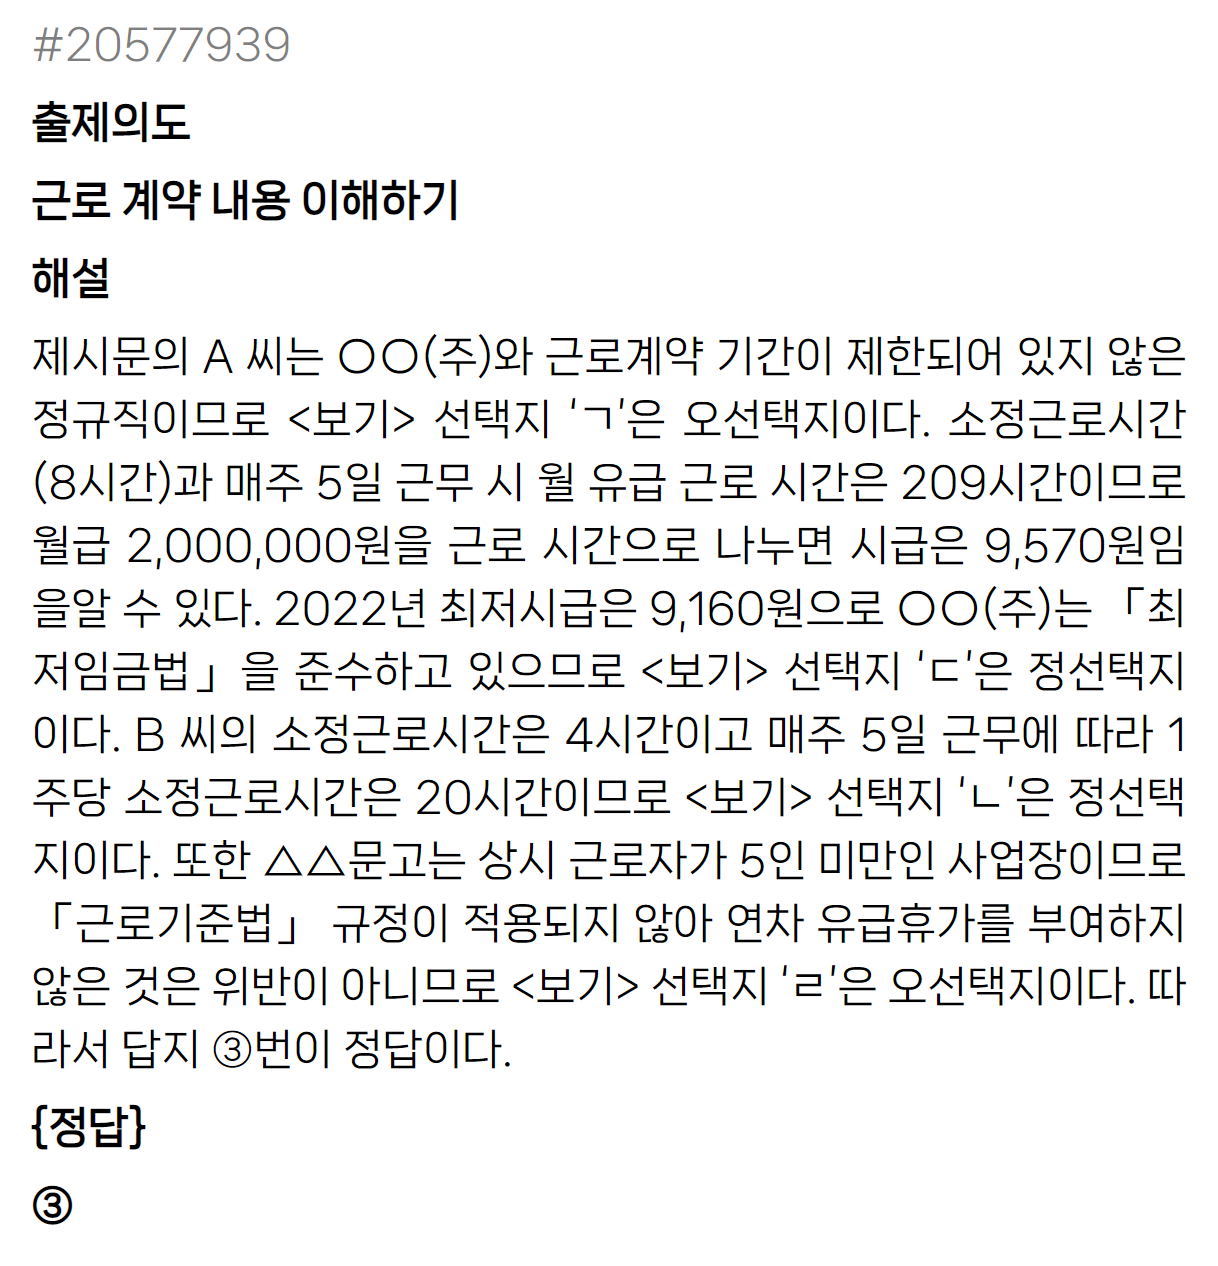 #20577939
출제의도
근로 계약 내용 이해하기
해설
제시문의 A 씨는 〇〇(주)와 근로계약 기간이 제한되어 있지 않은
정규직이므로 <보기> 선택지 ‘ㄱ’은 오선택지이다. 소정근로시간
(8시간)과 매주 5일 근무 시 월 유급 근로 시간은 209시간이므로
월급 2,000,000원을 근로 시간으로 나누면 시급은 9,570원임
을알 수 있다. 2022년 최저시급은 9,160원으로 〇〇(주)는 「최
저임금법」을 준수하고 있으므로 <보기> 선택지 ‘ㄷ’은 정선택지
이다. B 씨의 소정근로시간은 4시간이고 매주 5일 근무에 따라 1
주당 소정근로시간은 20시간이므로 <보기> 선택지 ‘ㄴ’은 정선택
지이다. 또한 △△문고는 상시 근로자가 5인 미만인 사업장이므로
「근로기준법」 규정이 적용되지 않아 연차 유급휴가를 부여하지
않은 것은 위반이 아니므로 <보기> 선택지 ‘ㄹ’은 오선택지이다. 따
라서 답지 ③번이 정답이다.
{정답}
③